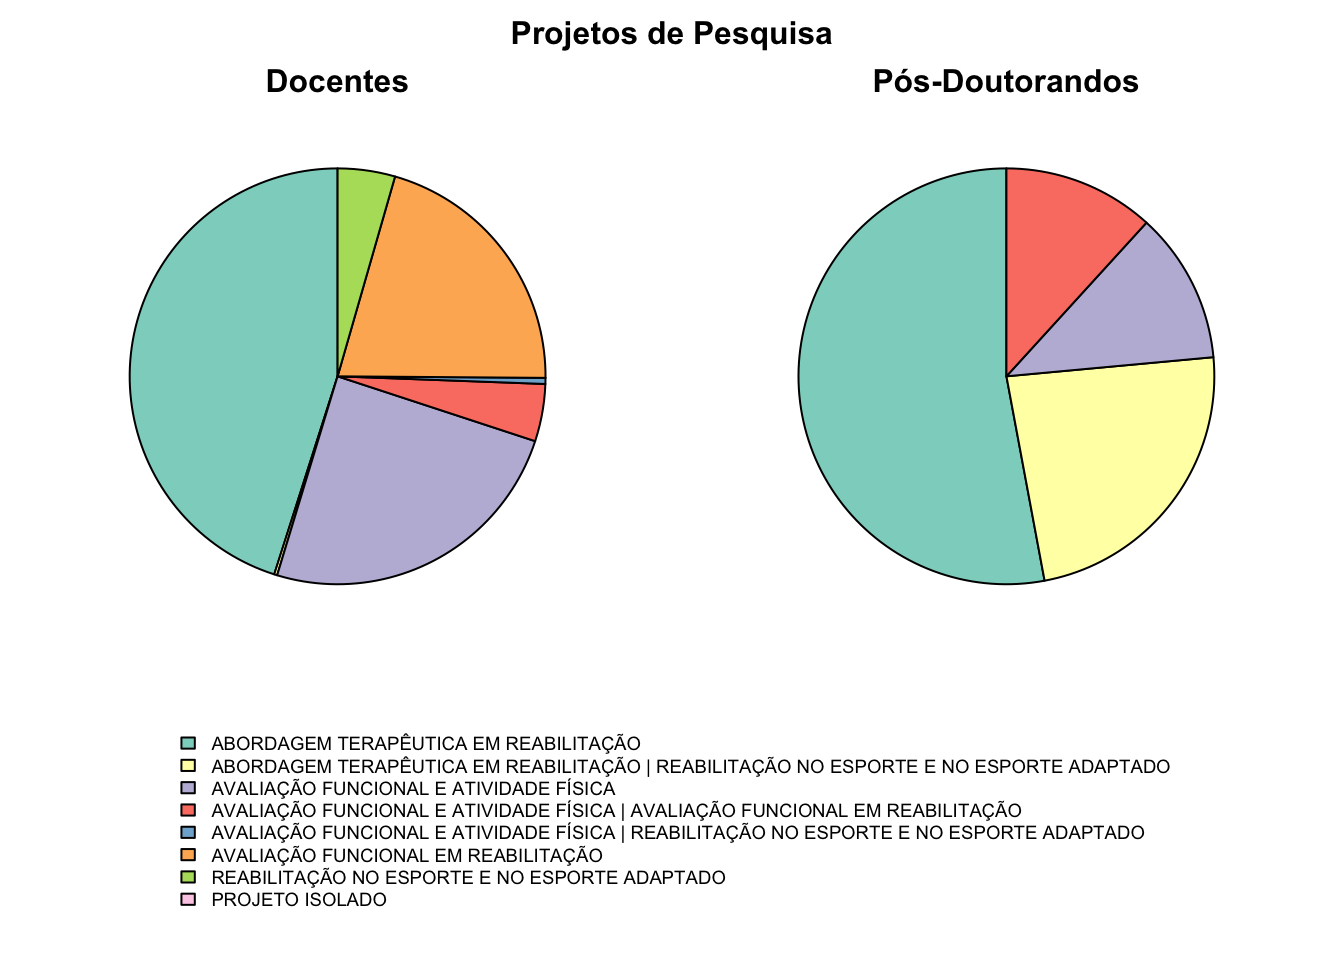 Projetos de Pesquisa
Docentes
Pós-Doutorandos
ABORDAGEM TERAPÊUTICA EM REABILITAÇÃO
ABORDAGEM TERAPÊUTICA EM REABILITAÇÃO | REABILITAÇÃO NO ESPORTE E NO ESPORTE ADAPTADO
AVALIAÇÃO FUNCIONAL E ATIVIDADE FÍSICA
AVALIAÇÃO FUNCIONAL E ATIVIDADE FÍSICA | AVALIAÇÃO FUNCIONAL EM REABILITAÇÃO
AVALIAÇÃO FUNCIONAL E ATIVIDADE FÍSICA | REABILITAÇÃO NO ESPORTE E NO ESPORTE ADAPTADO
AVALIAÇÃO FUNCIONAL EM REABILITAÇÃO
REABILITAÇÃO NO ESPORTE E NO ESPORTE ADAPTADO
PROJETO ISOLADO